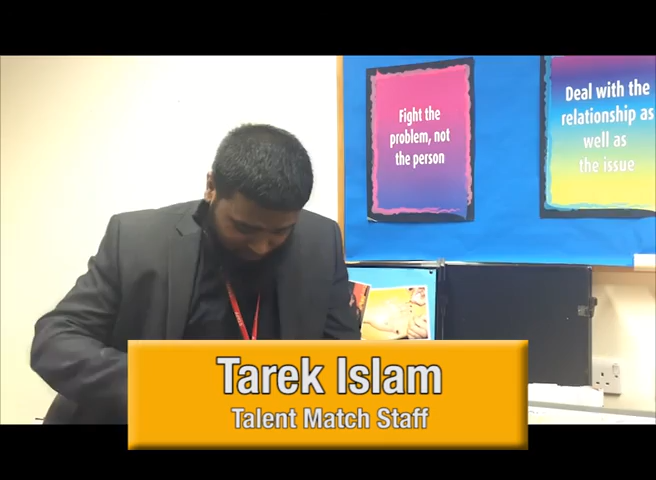 Fight the
problem, not
the person
Deal with the
relationship as
well as
the issue
Tarek Islam
Talent Match Staff